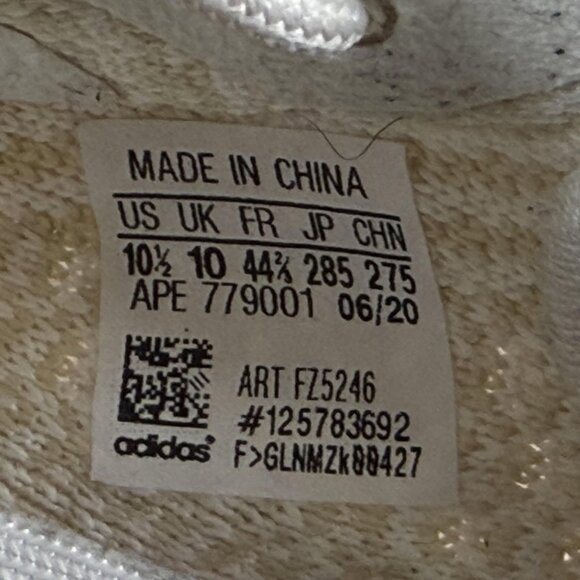 MADE IN CHINA
US UK FR JP CHN
10½ 10 44⅔ 285 275
APE 779001 06/20
ART FZ5246
#125783692
adidas®
F>GLNMZk00427